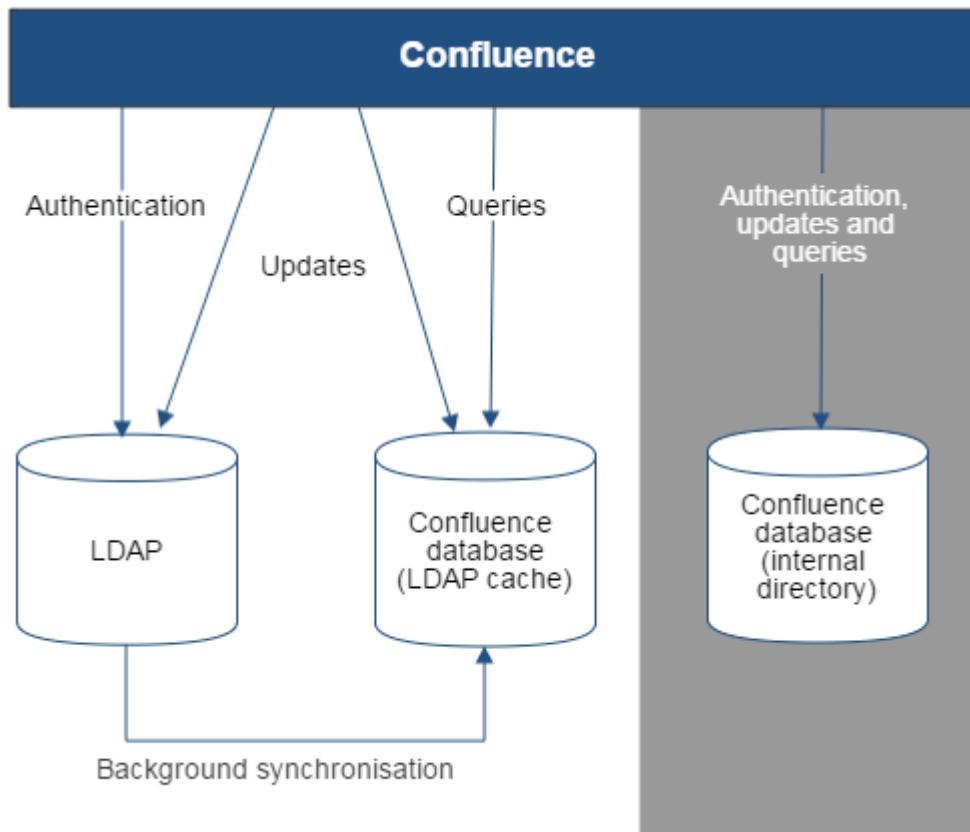 Confluence
Authentication
Queries
Authentication,
updates and
queries
Updates
LDAP
Confluence
database
(LDAP cache)
Confluence
database
(internal
directory)
Background synchronisation